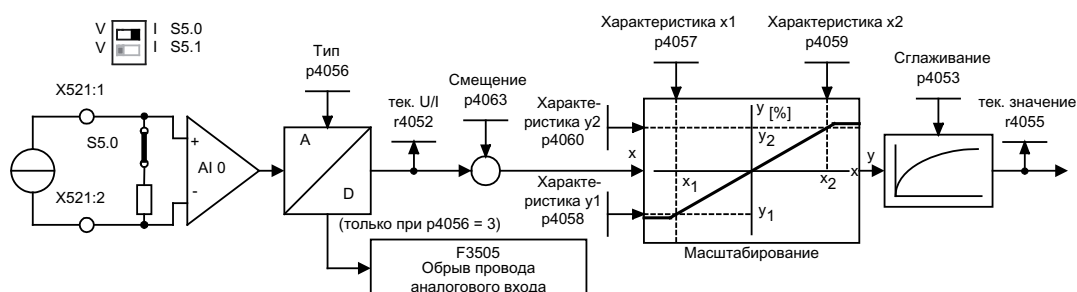 V I S5.0
V I S5.1
X521:1
S5.0
X521:2
+
-
AI 0
Тип
p4056
A
D
тек. U/I
r4052
Смещение
p4063
(только при p4056 = 3)
F3505
Обрыв провода
аналогового входа
Характе-
ристика y2
p4060
x
Характе-
ристика y1
p4058
Характеристика x1
p4057
Характеристика x2
p4059
y [%]
y2
x1
x2
x
y1
Масштабирование
y
Сглаживание
p4053
тек. значение
r4055